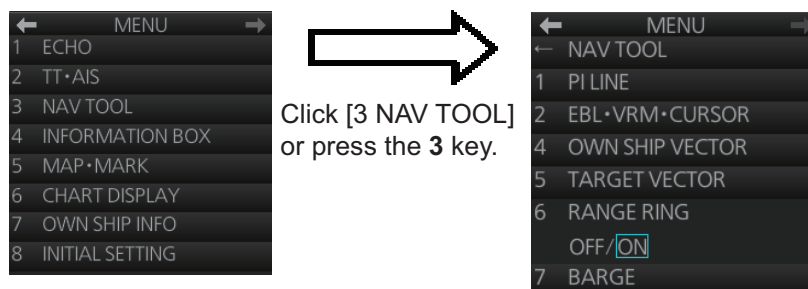 ← MENU →
1 ECHO
2 TT•AIS
3 NAV TOOL
4 INFORMATION BOX
5 MAP•MARK
6 CHART DISPLAY
7 OWN SHIP INFO
8 INITIAL SETTING
Click [3 NAV TOOL]
or press the 3 key.
← MENU →
← NAV TOOL
1 PI LINE
2 EBL•VRM•CURSOR
4 OWN SHIP VECTOR
5 TARGET VECTOR
6 RANGE RING
OFF/ON
7 BARGE